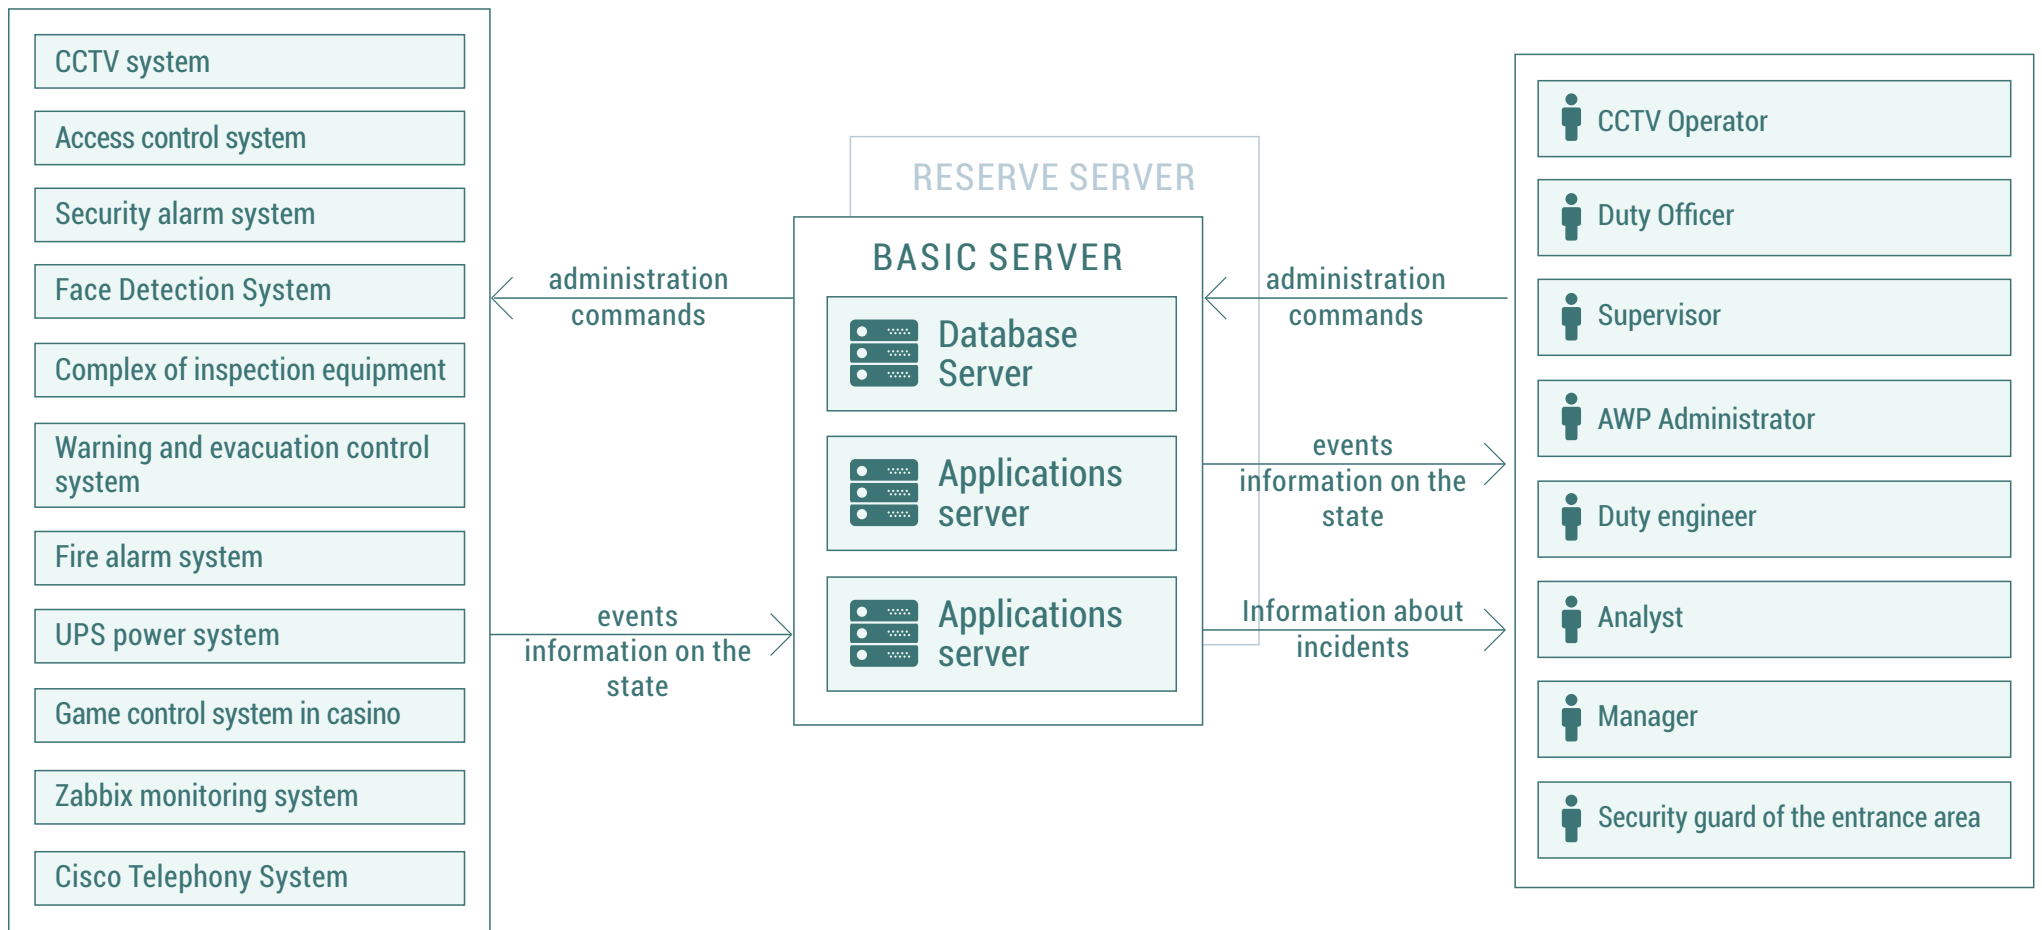 CCTV system
Access control system
Security alarm system
Face Detection System
Complex of inspection equipment
Warning and evacuation control
system
Fire alarm system
UPS power system
Game control system in casino
Zabbix monitoring system
Cisco Telephony System
administration
commands
events
information on the
state
RESERVE SERVER
BASIC SERVER
Database
Server
Applications
server
Applications
server
administration
commands
events
information on the
state
Information about
incidents
CCTV Operator
Duty Officer
Supervisor
AWP Administrator
Duty engineer
Analyst
Manager
Security guard of the entrance area